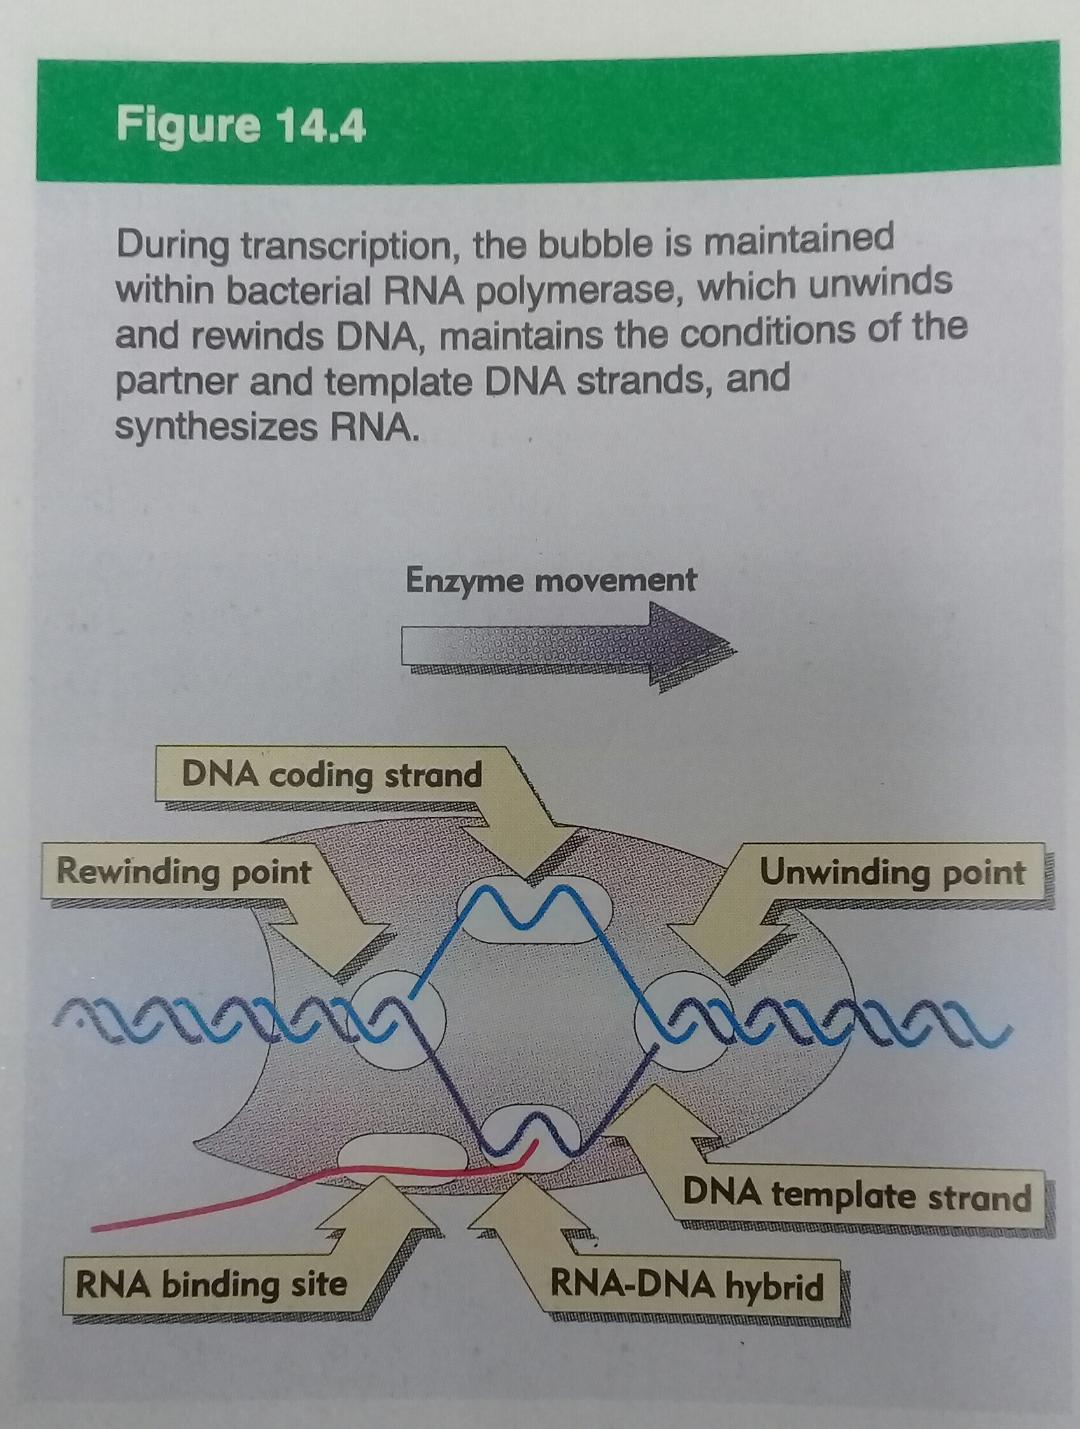 Figure 14.4
During transcription, the bubble is maintained
within bacterial RNA polymerase, which unwinds
and rewinds DNA, maintains the conditions of the
partner and template DNA strands, and
synthesizes RNA.
Enzyme movement
DNA coding strand
Rewinding point
Unwinding point
DNA template strand
RNA binding site
RNA-DNA hybrid